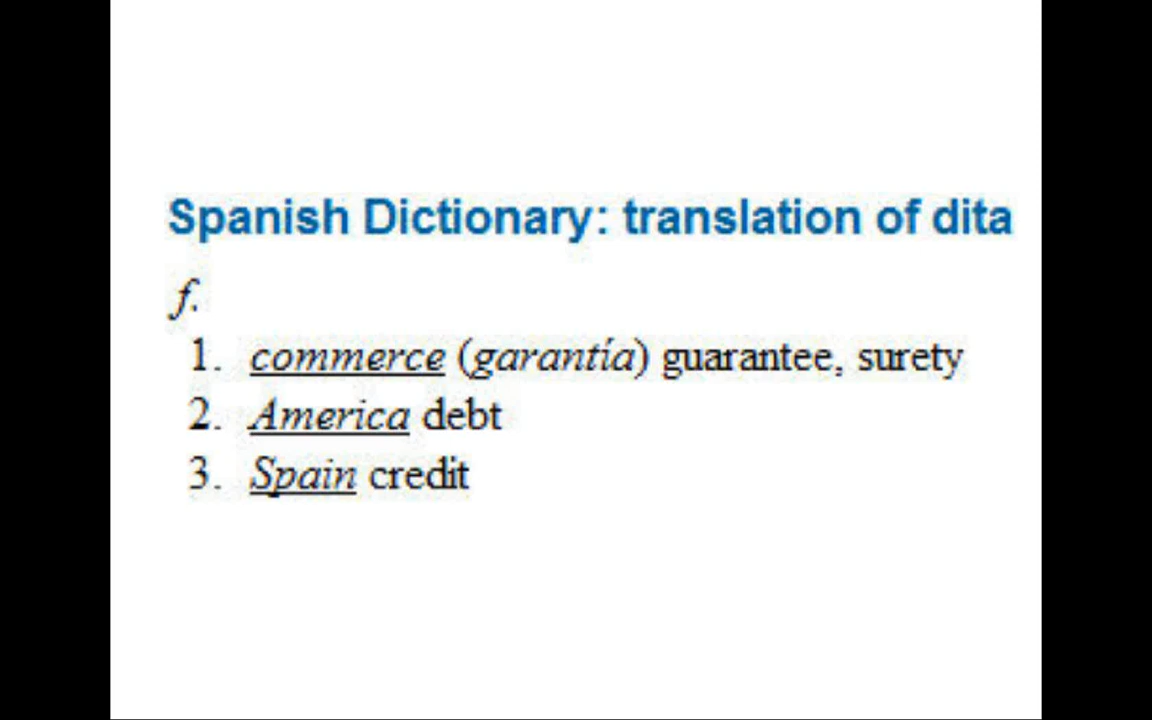 Spanish Dictionary: translation of dita
f.
1. commerce (garantía) guarantee, surety
2. America debt
3. Spain credit